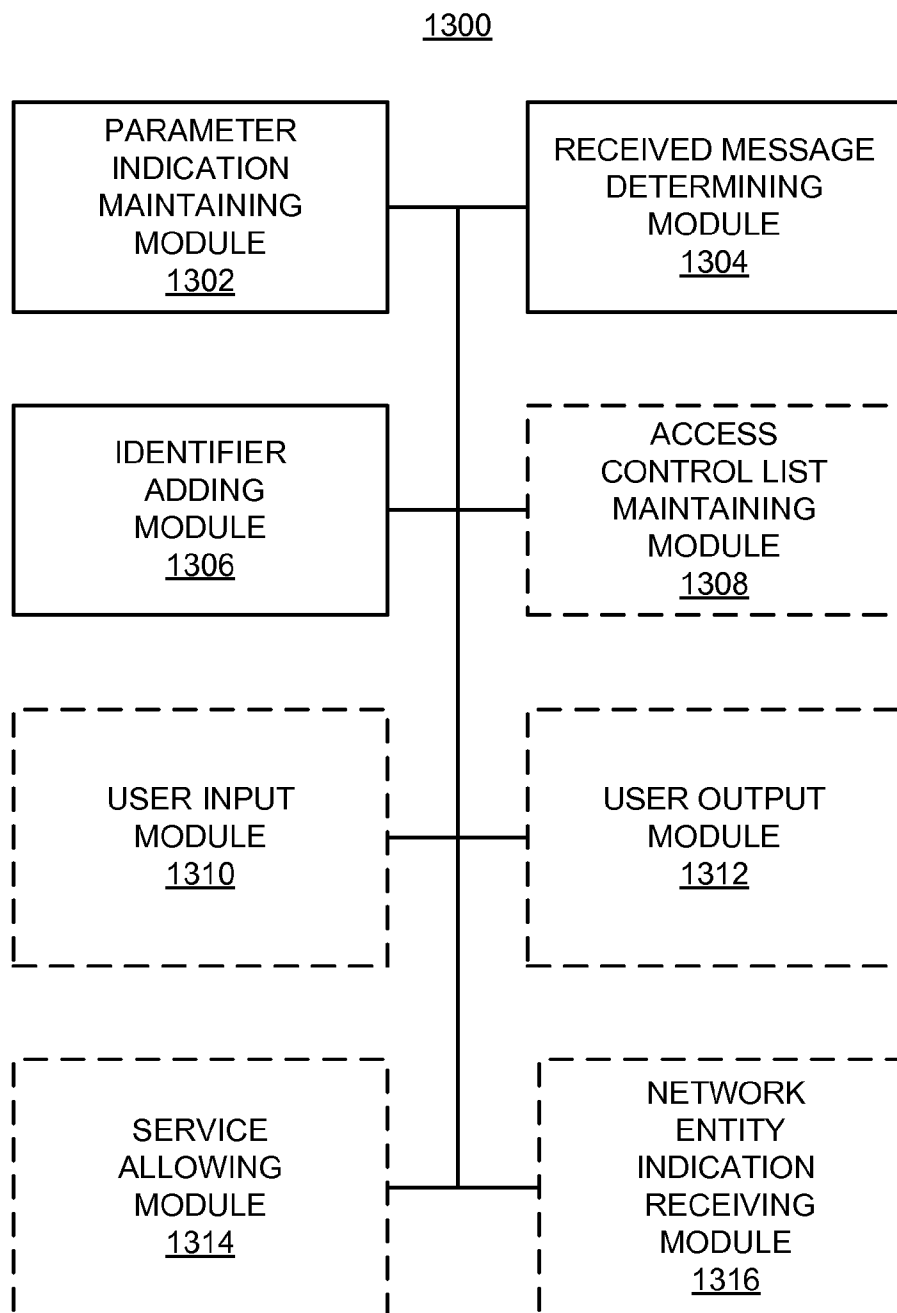 1300
PARAMETER
INDICATION
MAINTAINING
MODULE
1302
RECEIVED MESSAGE
DETERMINING
MODULE
1304
IDENTIFIER
ADDING
MODULE
1306
ACCESS
CONTROL LIST
MAINTAINING
MODULE
1308
USER INPUT
MODULE
1310
USER OUTPUT
MODULE
1312
SERVICE
ALLOWING
MODULE
1314
NETWORK
ENTITY
INDICATION
RECEIVING
MODULE
1316